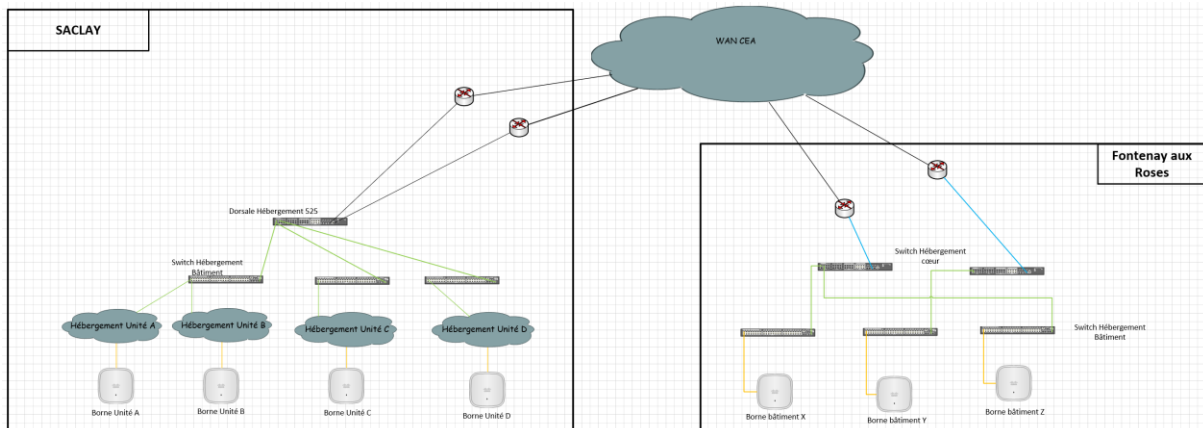 SACLAY
WAN CEA
Fontenay aux
Roses
Dorsale Hébergement 525
Switch Hébergement
Bâtiment
Hébergement Unité A
Hébergement Unité B
Hébergement Unité C
Hébergement Unité D
Borne Unité A
Borne Unité B
Borne Unité C
Borne Unité D
Switch Hébergement
cœur
Switch Hébergement
Bâtiment
Borne bâtiment X
Borne bâtiment Y
Borne bâtiment Z